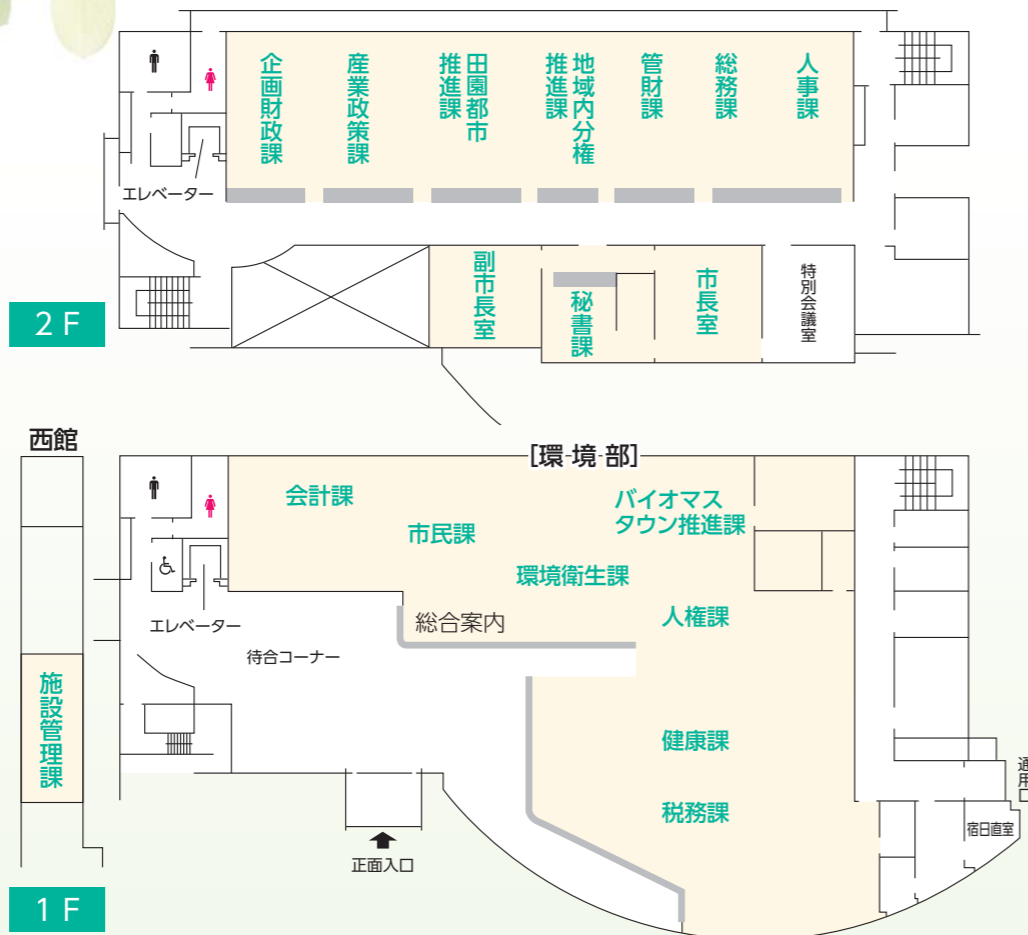 企画財政課
産業政策課
田園都市
推進課
地域内分権
推進課
管財課
総務課
人事課
エレベーター
副市長室
秘書課
市長室
特別会議室
2F
西館
[環境部]
会計課
市民課
バイオマス
タウン推進課
環境衛生課
人権課
総合案内
エレベーター
待合コーナー
施設管理課
健康課
税務課
通用口
宿日直室
正面入口
1F